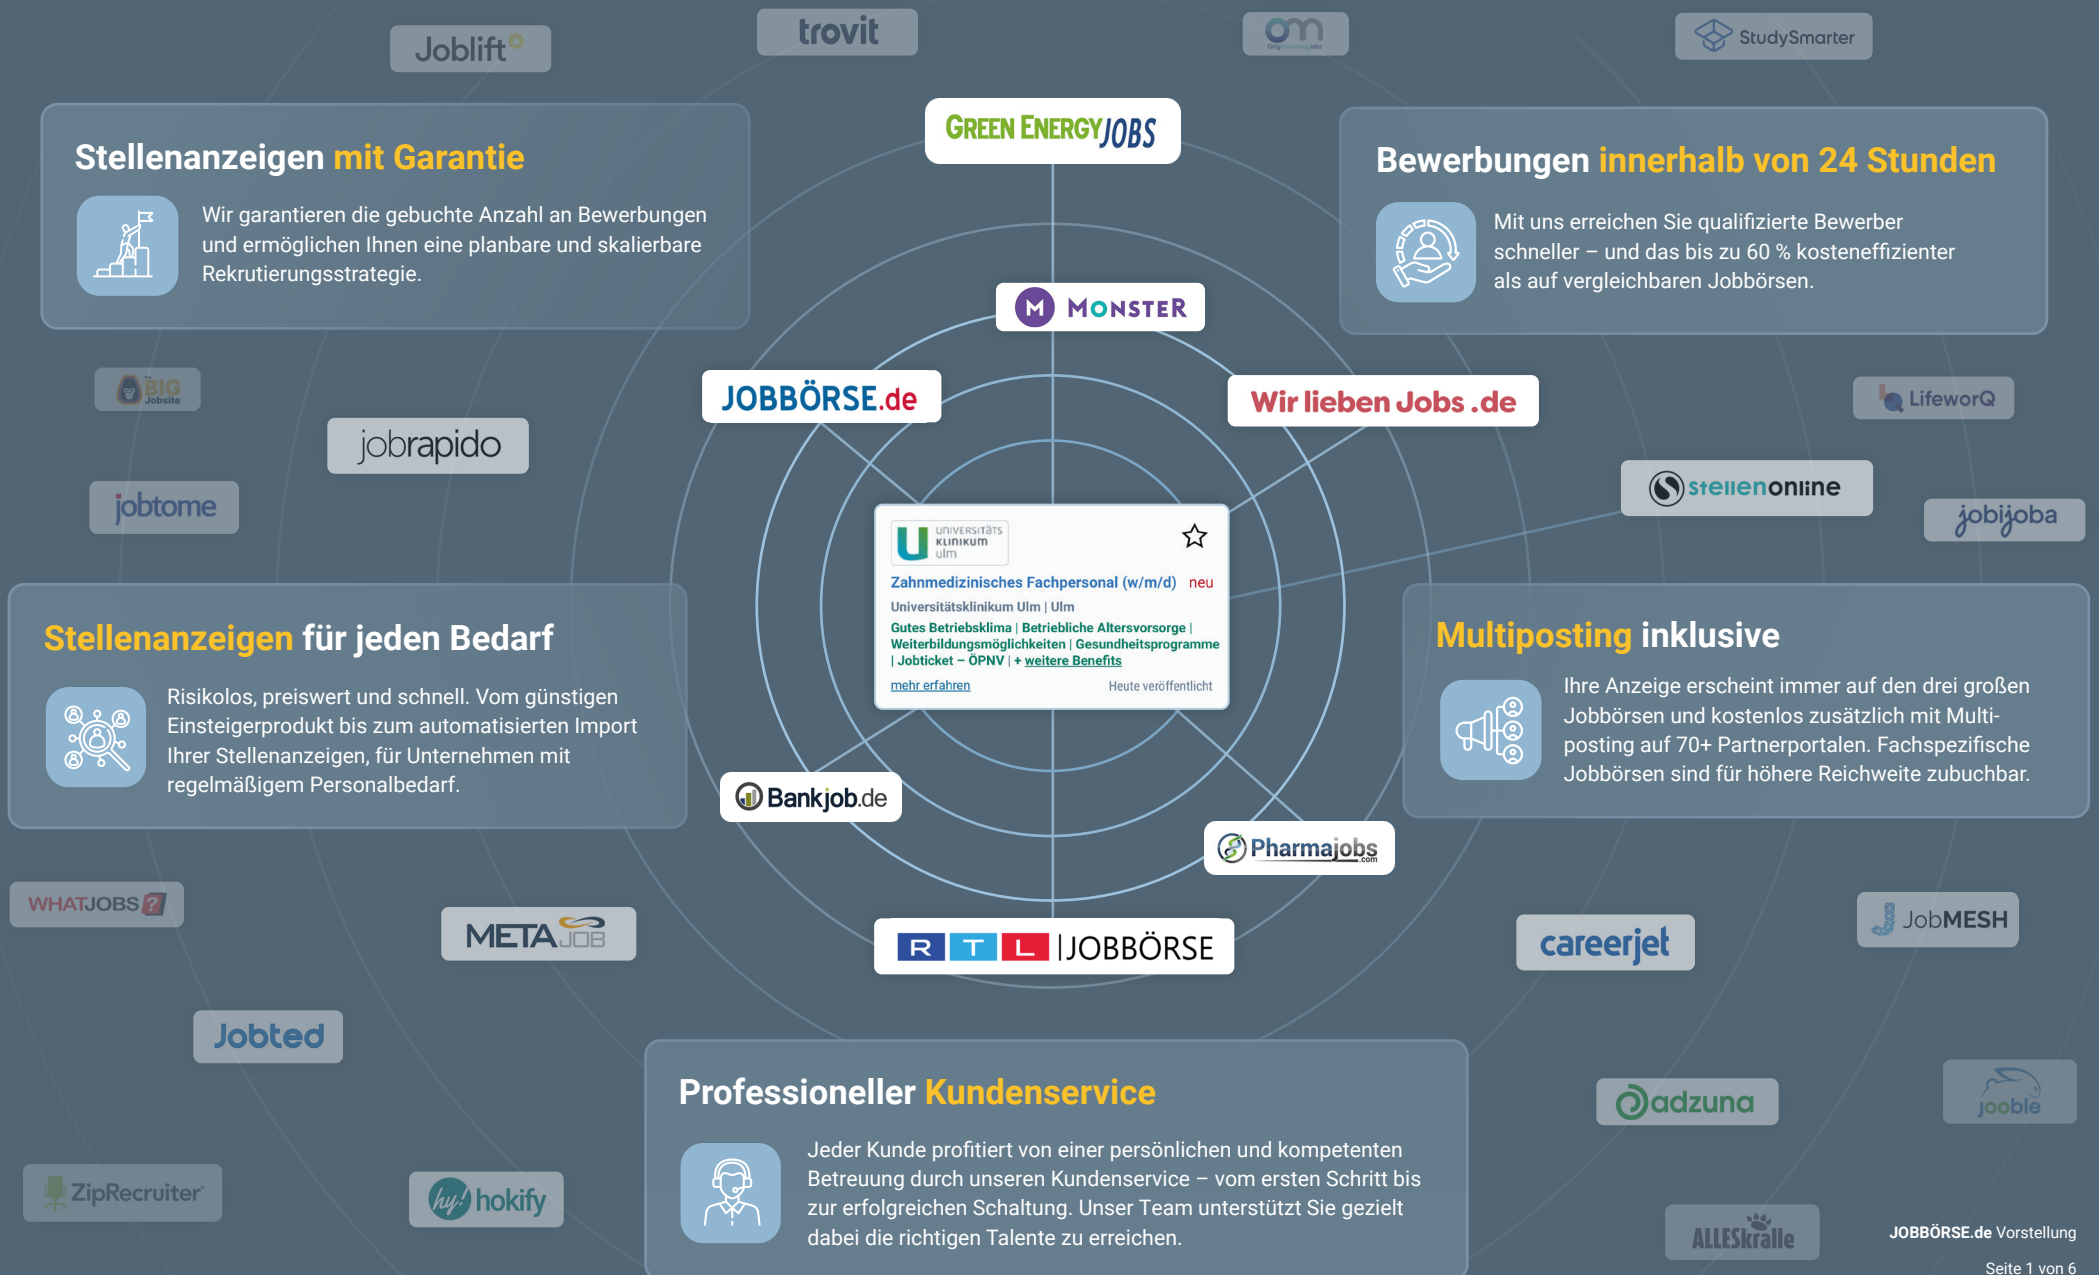 Joblift
trovit
om
StudySmarter
GREEN ENERGY JOBS
Stellenanzeigen mit Garantie
Wir garantieren die gebuchte Anzahl an Bewerbungen
und ermöglichen Ihnen eine planbare und skalierbare
Rekrutierungsstrategie.
Bewerbungen innerhalb von 24 Stunden
Mit uns erreichen Sie qualifizierte Bewerber
schneller – und das bis zu 60 % kosteneffizienter
als auf vergleichbaren Jobbörsen.
M MONSTER
BIG
Jobsite
JOBBÖRSE.de
Wir lieben Jobs .de
LifeworQ
jobrapido
stellenonline
jobtome
jobijoba
UNIVERSITÄTS
KLINIKUM
ulm
Zahnmedizinisches Fachpersonal (w/m/d) neu
Universitätsklinikum Ulm | Ulm
Gutes Betriebsklima | Betriebliche Altersvorsorge |
Weiterbildungsmöglichkeiten | Gesundheitsprogramme
| Jobticket – ÖPNV | + weitere Benefits
mehr erfahren Heute veröffentlicht
Stellenanzeigen für jeden Bedarf
Risikolos, preiswert und schnell. Vom günstigen
Einsteigerprodukt bis zum automatisierten Import
Ihrer Stellenanzeigen, für Unternehmen mit
regelmäßigem Personalbedarf.
Multiposting inklusive
Ihre Anzeige erscheint immer auf den drei großen
Jobbörsen und kostenlos zusätzlich mit Multi-
posting auf 70+ Partnerportalen. Fachspezifische
Jobbörsen sind für höhere Reichweite zubuchbar.
Bankjob.de
Pharmajobs
.com
WHATJOBS?
METAJOB
RTL | JOBBÖRSE
careerjet
JobMESH
Jobted
Professioneller Kundenservice
Jeder Kunde profitiert von einer persönlichen und kompetenten
Betreuung durch unseren Kundenservice – vom ersten Schritt bis
zur erfolgreichen Schaltung. Unser Team unterstützt Sie gezielt
dabei die richtigen Talente zu erreichen.
adzuna
jooble
ZipRecruiter
hy! hokify
ALLESkralle
JOBBÖRSE.de Vorstellung
Seite 1 von 6